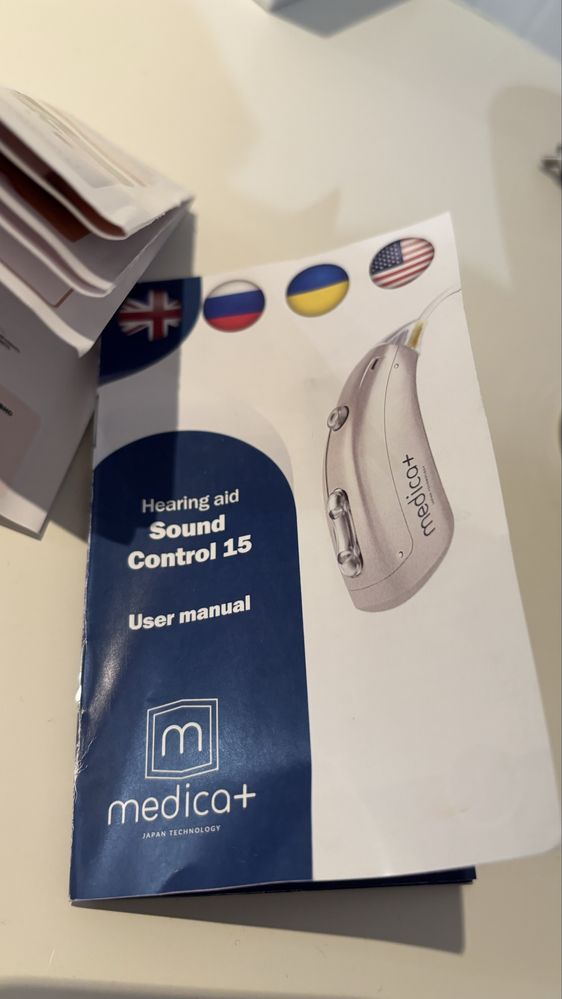 Hearing aid
Sound
Control 15
User manual
m
medica+
JAPAN TECHNOLOGY
medica+